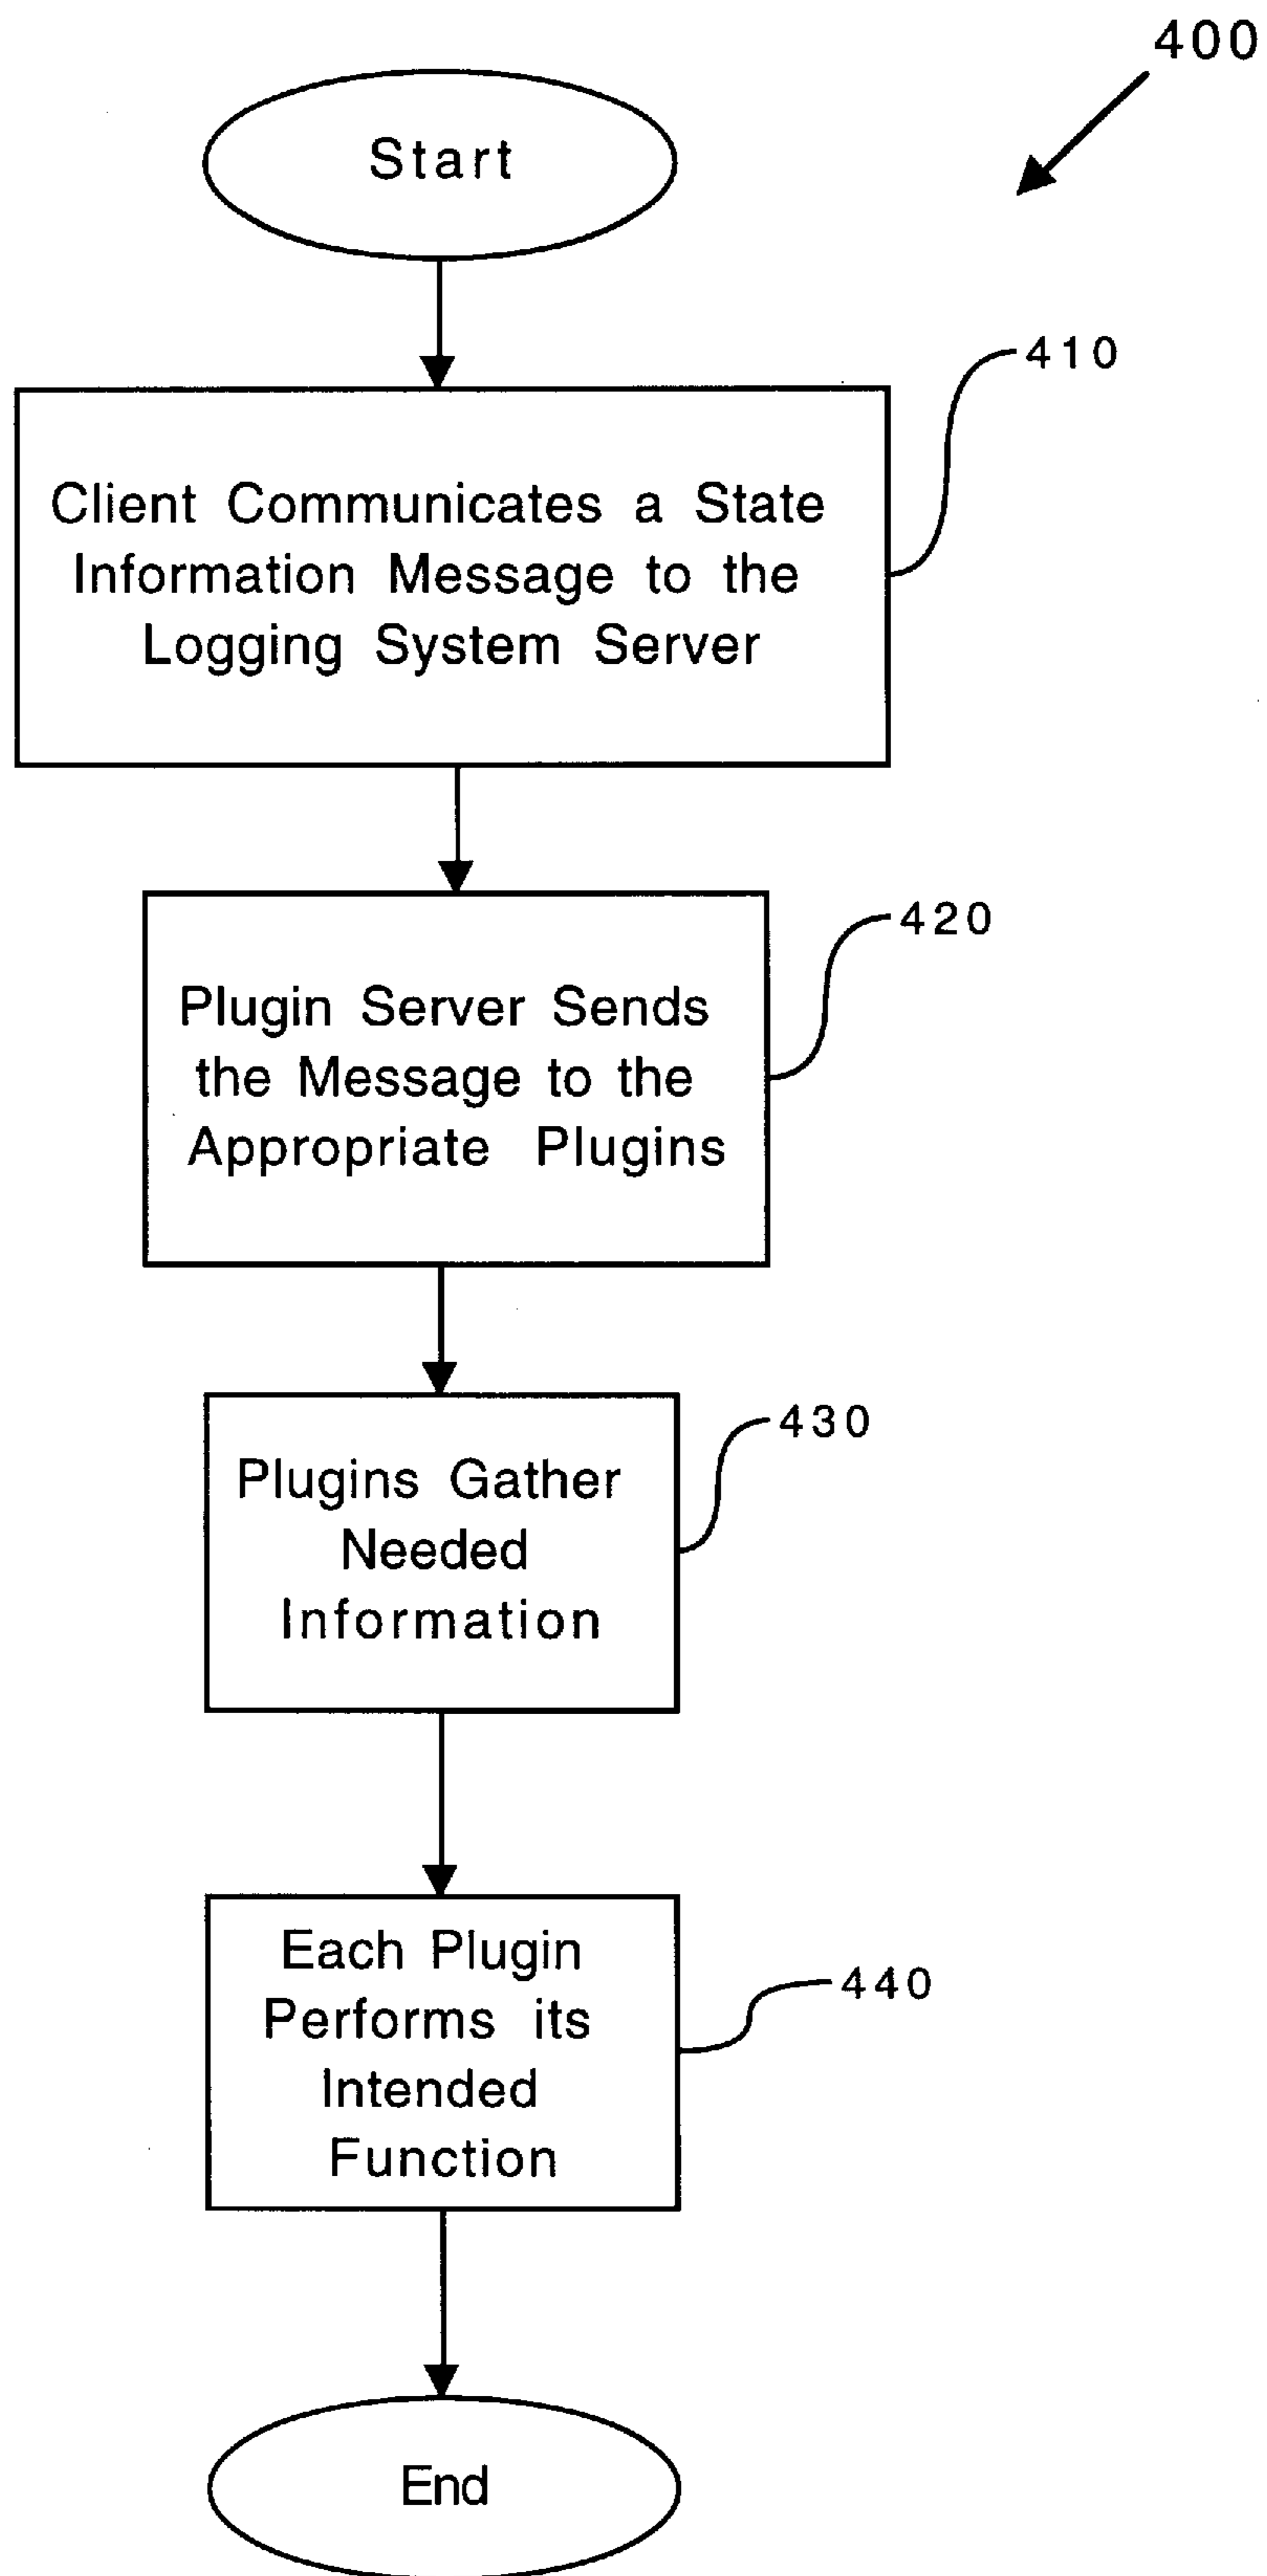 400
Start
410
Client Communicates a State
Information Message to the
Logging System Server
420
Plugin Server Sends
the Message to the
Appropriate Plugins
430
Plugins Gather
Needed
Information
440
Each Plugin
Performs its
Intended
Function
End